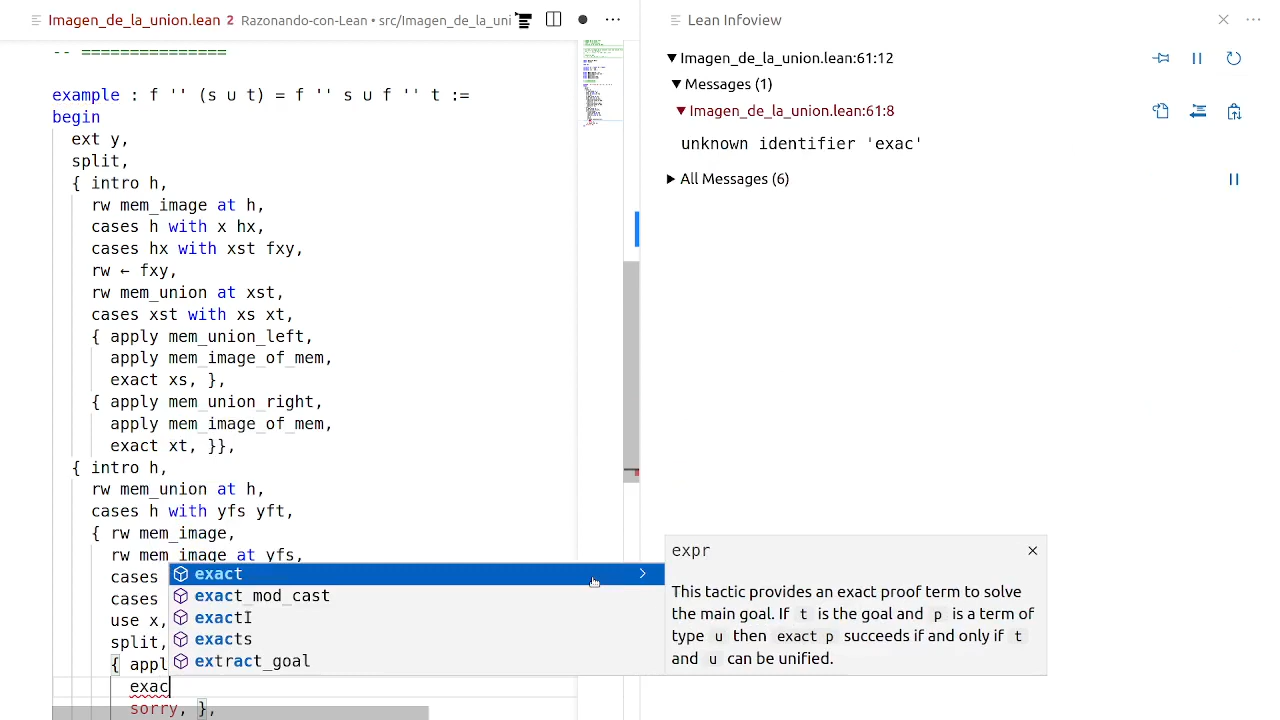 Imagen_de_la_union.lean 2 Razonando-con-Lean • src/Imagen_de_la_uni
-- ===============
example : f '' (s ∪ t) = f '' s ∪ f '' t :=
begin
ext y,
split,
{ intro h,
rw mem_image at h,
cases h with x hx,
cases hx with xst fxy,
rw ← fxy,
rw mem_union at xst,
cases xst with xs xt,
{ apply mem_union_left,
apply mem_image_of_mem,
exact xs, },
{ apply mem_union_right,
apply mem_image_of_mem,
exact xt, }},
{ intro h,
rw mem_union at h,
cases h with yfs yft,
{ rw mem_image,
rw mem_image at yfs,
cases
cases
use x,
split,
{ appl
exac
sorry, },
exact
exact_mod_cast
exactI
exacts
extract_goal
expr
This tactic provides an exact proof term to solve
the main goal. If t is the goal and p is a term of
type u then exact p succeeds if and only if t
and u can be unified.
Lean Infoview
Imagen_de_la_union.lean:61:12
Messages (1)
Imagen_de_la_union.lean:61:8
unknown identifier 'exac'
All Messages (6)